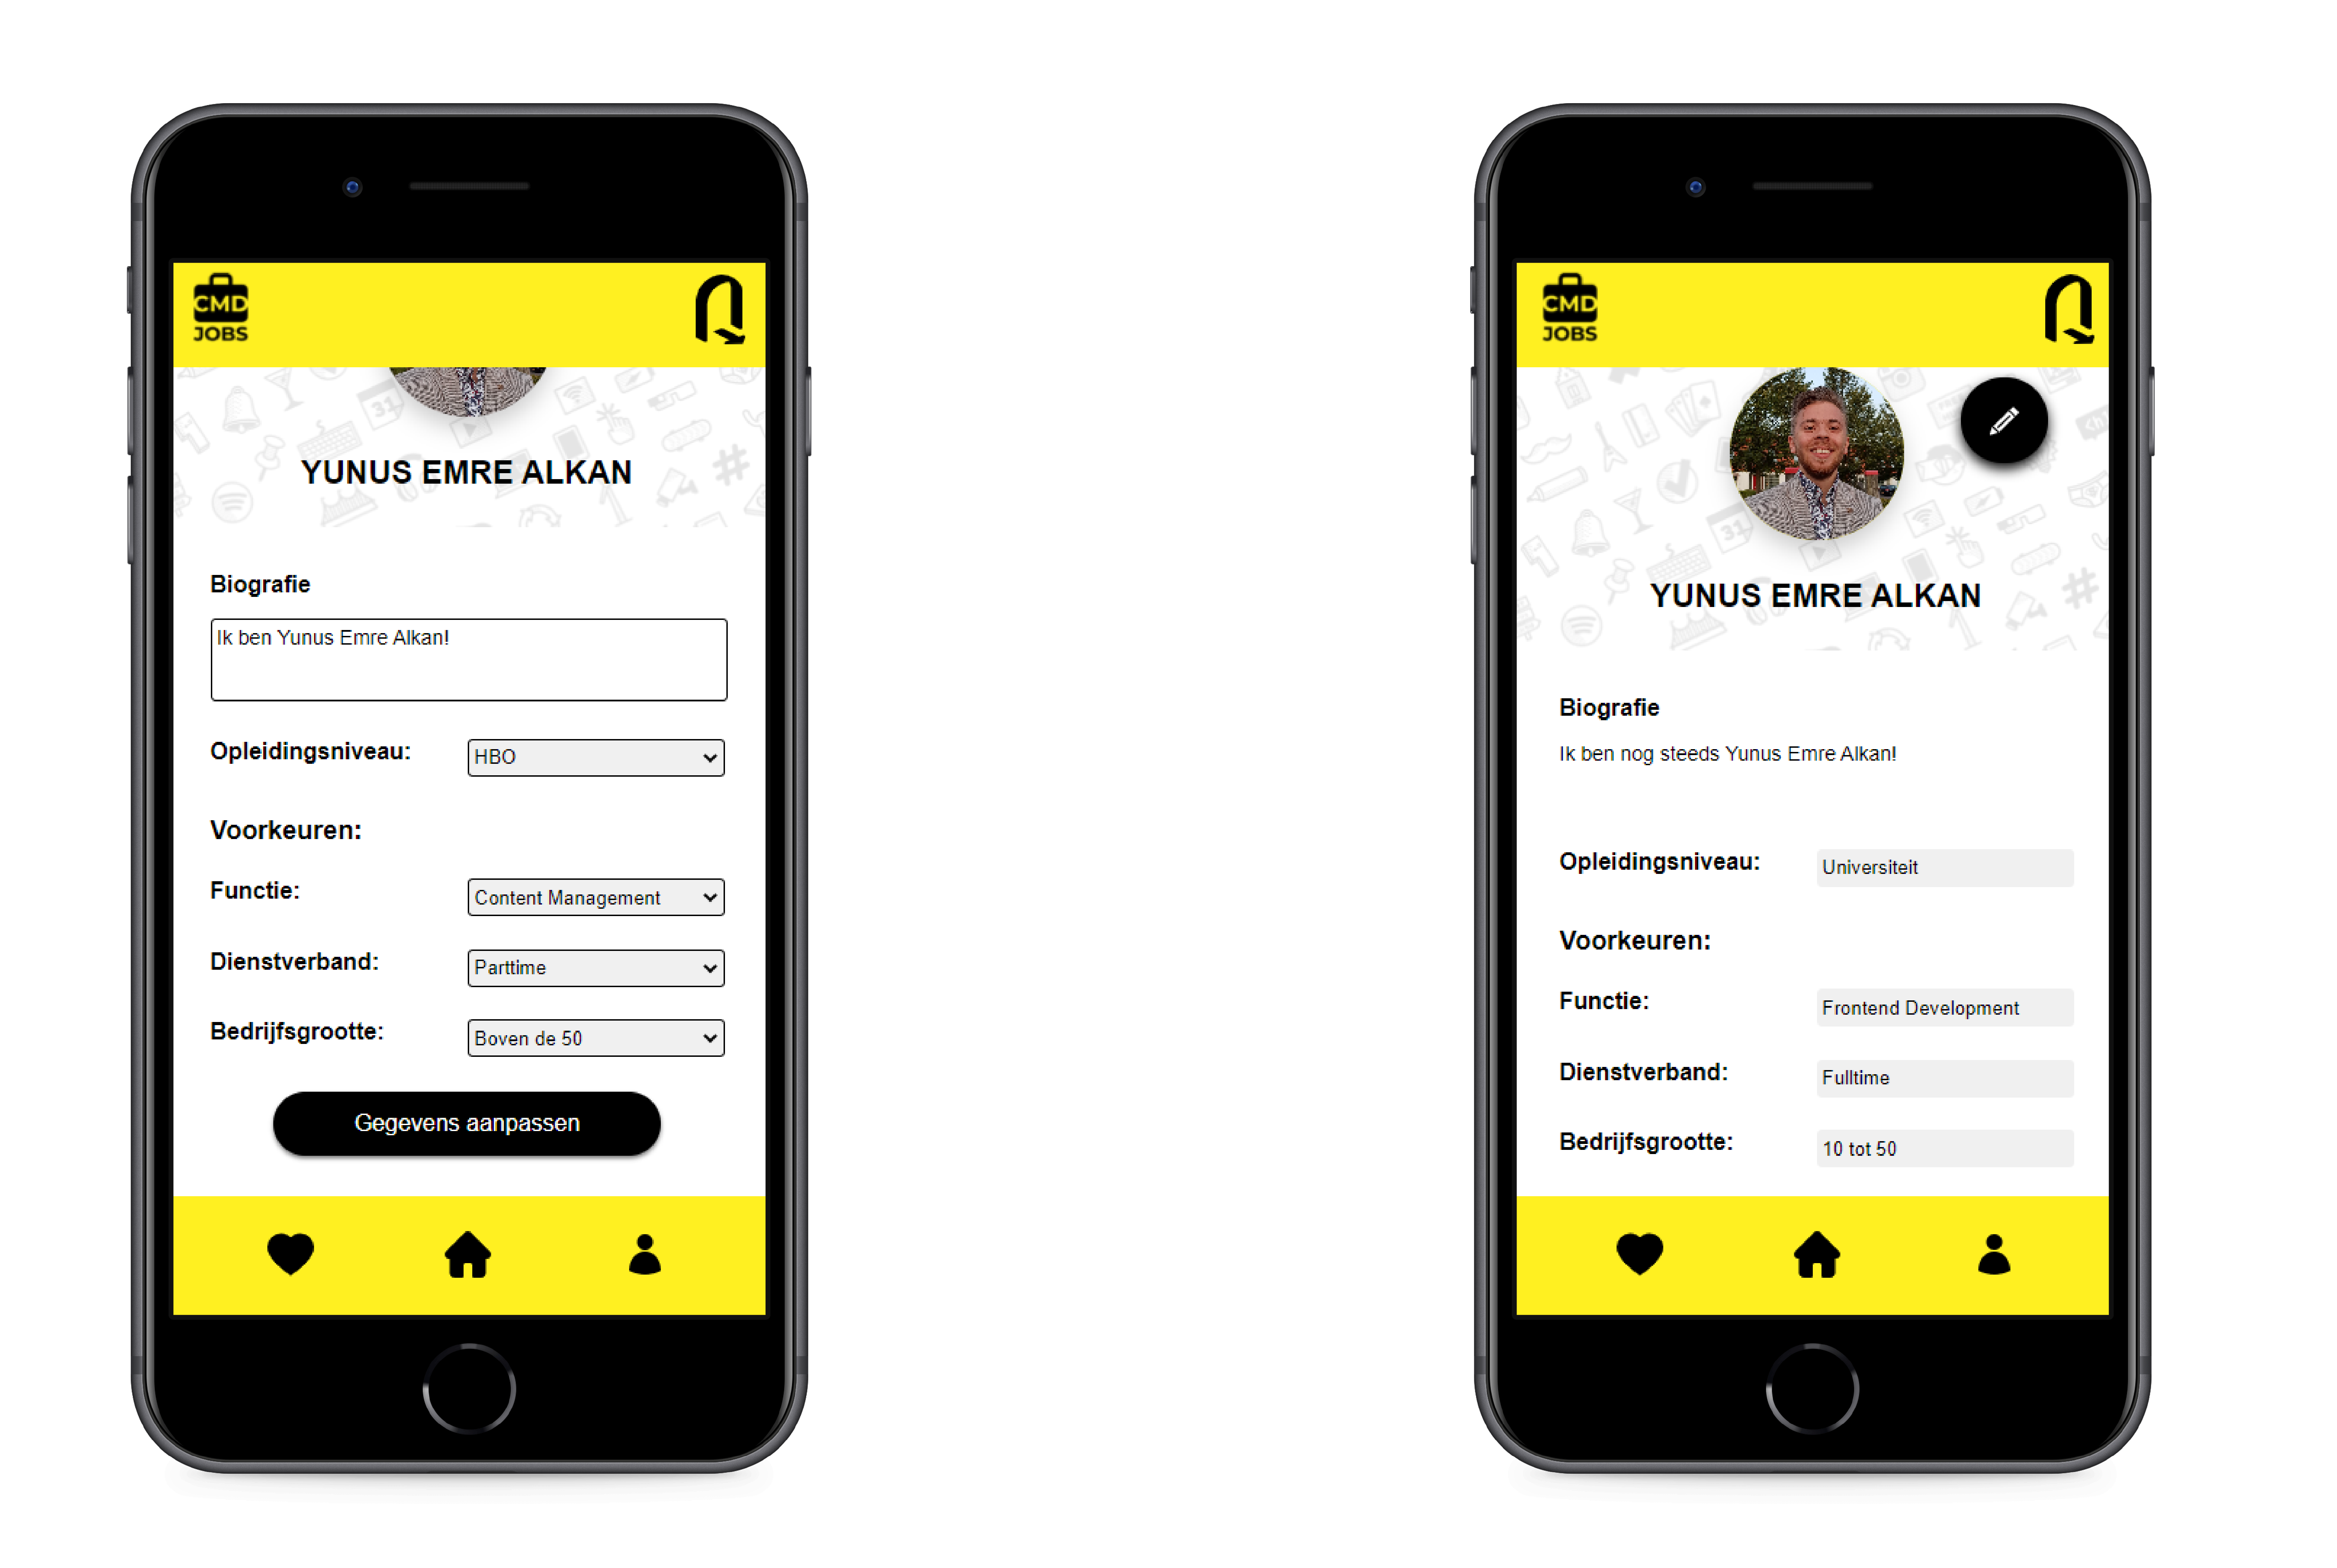 CMD
JOBS
31
YUNUS EMRE ALKAN
Biografie
Ik ben Yunus Emre Alkan!
Opleidingsniveau: HBO
Voorkeuren:
Functie: Content Management
Dienstverband: Parttime
Bedrijfsgrootte: Boven de 50
Gegevens aanpassen
CMD
JOBS
31
YUNUS EMRE ALKAN
Biografie
Ik ben nog steeds Yunus Emre Alkan!
Opleidingsniveau: Universiteit
Voorkeuren:
Functie: Frontend Development
Dienstverband: Fulltime
Bedrijfsgrootte: 10 tot 50